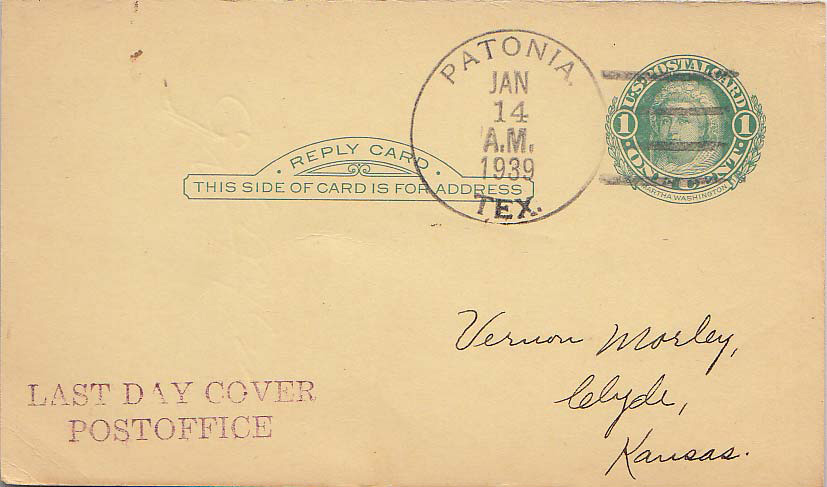 PATONIA.
JAN
14
A.M.
1939
TEX.
U.S. POSTAL CARD
1 1
ONE CENT.
MARTHA WASHINGTON
REPLY CARD.
THIS SIDE OF CARD IS FOR ADDRESS
Vernon Morley,
Clyde,
Kansas.
LAST DAY COVER
POSTOFFICE